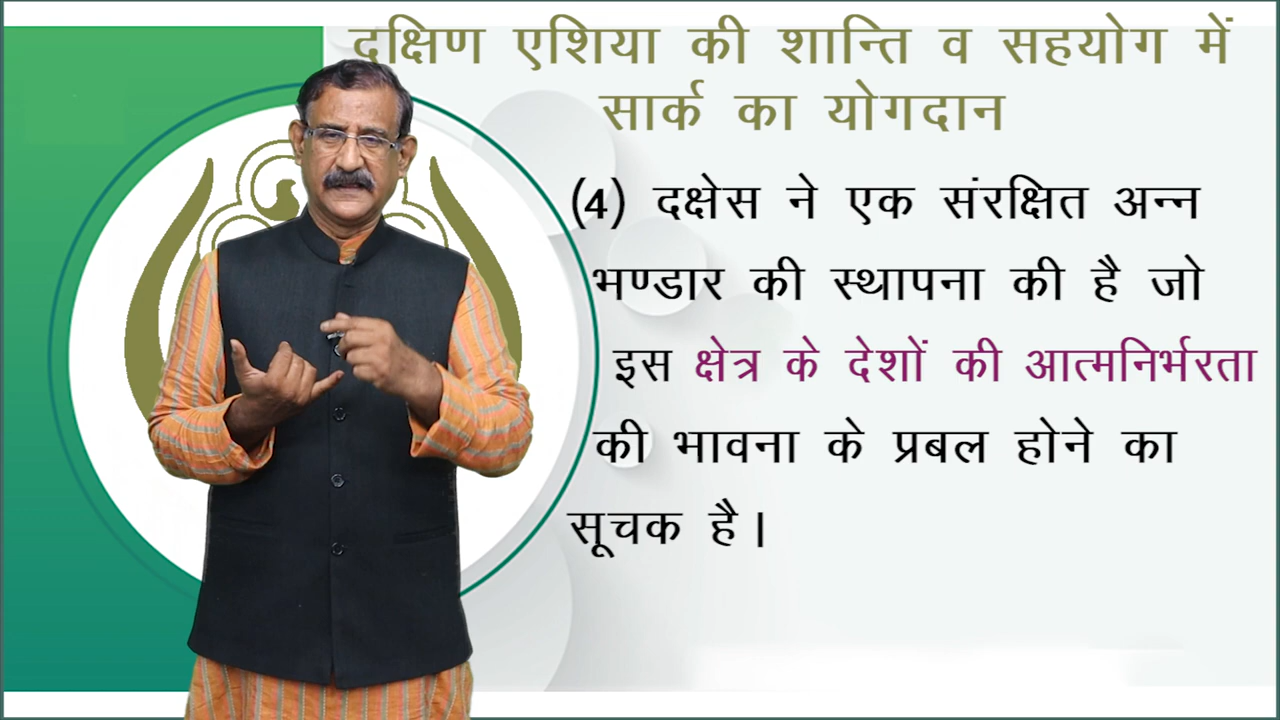 दक्षिण एशिया की शान्ति व सहयोग में
सार्क का योगदान
(4) दक्षेस ने एक संरक्षित अन्न
भण्डार की स्थापना की है जो
इस क्षेत्र के देशों की आत्मनिर्भरता
की भावना के प्रबल होने का
सूचक है।